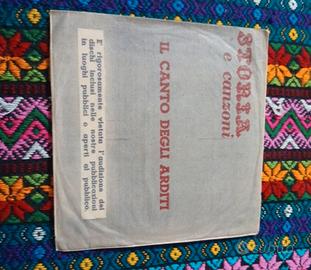 STORIA
e canzoni
IL CANTO DEGLI ARDITI
E' rigorosamente vietata l'audizione dei
dischi inclusi nelle nostre pubblicazioni
in luoghi pubblici o aperti al pubblico.